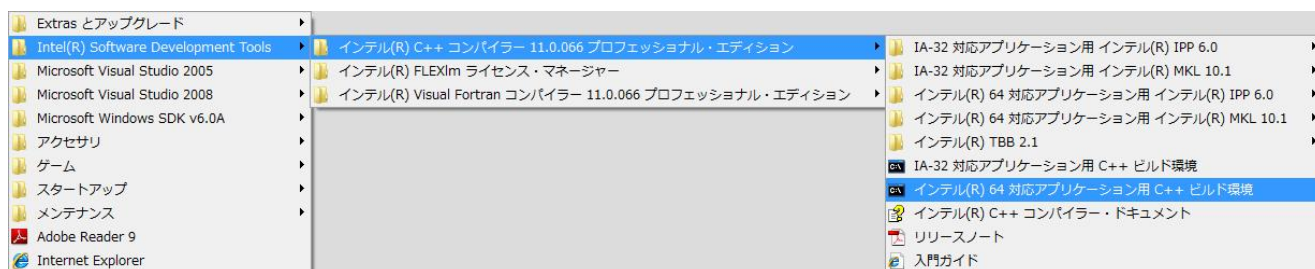 Extras とアップグレード
Intel(R) Software Development Tools
Microsoft Visual Studio 2005
Microsoft Visual Studio 2008
Microsoft Windows SDK v6.0A
アクセサリ
ゲーム
スタートアップ
メンテナンス
Adobe Reader 9
Internet Explorer
インテル(R) C++ コンパイラー 11.0.066 プロフェッショナル・エディション
インテル(R) FLEXlm ライセンス・マネージャー
インテル(R) Visual Fortran コンパイラー 11.0.066 プロフェッショナル・エディション
IA-32 対応アプリケーション用 インテル(R) IPP 6.0
IA-32 対応アプリケーション用 インテル(R) MKL 10.1
インテル(R) 64 対応アプリケーション用 インテル(R) IPP 6.0
インテル(R) 64 対応アプリケーション用 インテル(R) MKL 10.1
インテル(R) TBB 2.1
IA-32 対応アプリケーション用 C++ ビルド環境
インテル(R) 64 対応アプリケーション用 C++ ビルド環境
インテル(R) C++ コンパイラー・ドキュメント
リリースノート
入門ガイド